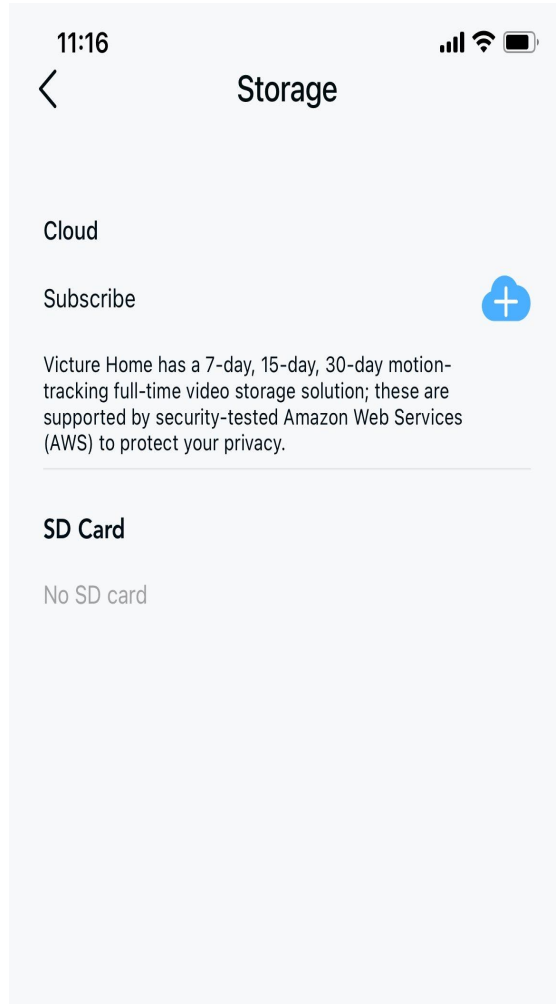 11:16
Storage
Cloud
Subscribe
Victure Home has a 7-day, 15-day, 30-day motion-
tracking full-time video storage solution; these are
supported by security-tested Amazon Web Services
(AWS) to protect your privacy.
SD Card
No SD card